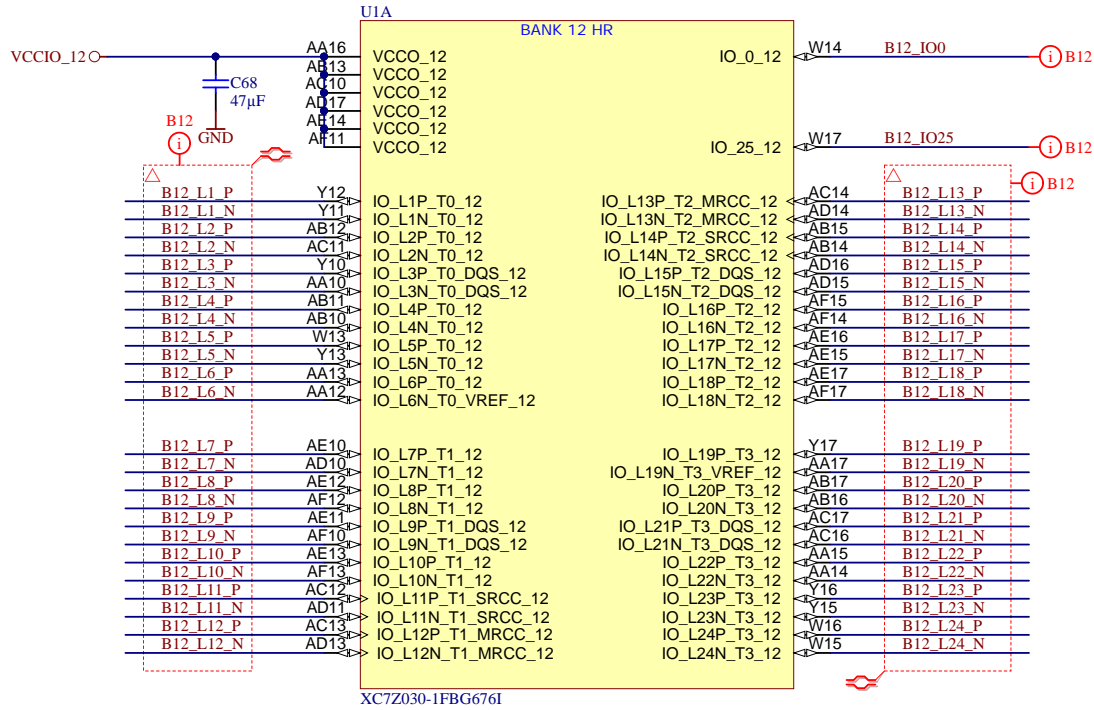 U1A
BANK 12 HR
VCCIO_12 AA16 VCCO_12 IO_0_12 W14 B12_IO0 i B12
AB13 VCCO_12
C68 AC10 VCCO_12
47µF AD17 VCCO_12
AE14 VCCO_12
B12 GND AF11 VCCO_12 IO_25_12 W17 B12_IO25 i B12
i
i B12
B12_L1_P Y12 IO_L1P_T0_12 IO_L13P_T2_MRCC_12 AC14 B12_L13_P
B12_L1_N Y11 IO_L1N_T0_12 IO_L13N_T2_MRCC_12 AD14 B12_L13_N
B12_L2_P AB12 IO_L2P_T0_12 IO_L14P_T2_SRCC_12 AB15 B12_L14_P
B12_L2_N AC11 IO_L2N_T0_12 IO_L14N_T2_SRCC_12 AB14 B12_L14_N
B12_L3_P Y10 IO_L3P_T0_DQS_12 IO_L15P_T2_DQS_12 AD16 B12_L15_P
B12_L3_N AA10 IO_L3N_T0_DQS_12 IO_L15N_T2_DQS_12 AD15 B12_L15_N
B12_L4_P AB11 IO_L4P_T0_12 IO_L16P_T2_12 AF15 B12_L16_P
B12_L4_N AB10 IO_L4N_T0_12 IO_L16N_T2_12 AF14 B12_L16_N
B12_L5_P W13 IO_L5P_T0_12 IO_L17P_T2_12 AE16 B12_L17_P
B12_L5_N Y13 IO_L5N_T0_12 IO_L17N_T2_12 AE15 B12_L17_N
B12_L6_P AA13 IO_L6P_T0_12 IO_L18P_T2_12 AE17 B12_L18_P
B12_L6_N AA12 IO_L6N_T0_VREF_12 IO_L18N_T2_12 AF17 B12_L18_N
B12_L7_P AE10 IO_L7P_T1_12 IO_L19P_T3_12 Y17 B12_L19_P
B12_L7_N AD10 IO_L7N_T1_12 IO_L19N_T3_VREF_12 AA17 B12_L19_N
B12_L8_P AE12 IO_L8P_T1_12 IO_L20P_T3_12 AB17 B12_L20_P
B12_L8_N AF12 IO_L8N_T1_12 IO_L20N_T3_12 AB16 B12_L20_N
B12_L9_P AE11 IO_L9P_T1_DQS_12 IO_L21P_T3_DQS_12 AC17 B12_L21_P
B12_L9_N AF10 IO_L9N_T1_DQS_12 IO_L21N_T3_DQS_12 AC16 B12_L21_N
B12_L10_P AE13 IO_L10P_T1_12 IO_L22P_T3_12 AA15 B12_L22_P
B12_L10_N AF13 IO_L10N_T1_12 IO_L22N_T3_12 AA14 B12_L22_N
B12_L11_P AC12 IO_L11P_T1_SRCC_12 IO_L23P_T3_12 Y16 B12_L23_P
B12_L11_N AD11 IO_L11N_T1_SRCC_12 IO_L23N_T3_12 Y15 B12_L23_N
B12_L12_P AC13 IO_L12P_T1_MRCC_12 IO_L24P_T3_12 W16 B12_L24_P
B12_L12_N AD13 IO_L12N_T1_MRCC_12 IO_L24N_T3_12 W15 B12_L24_N
XC7Z030-1FBG676I